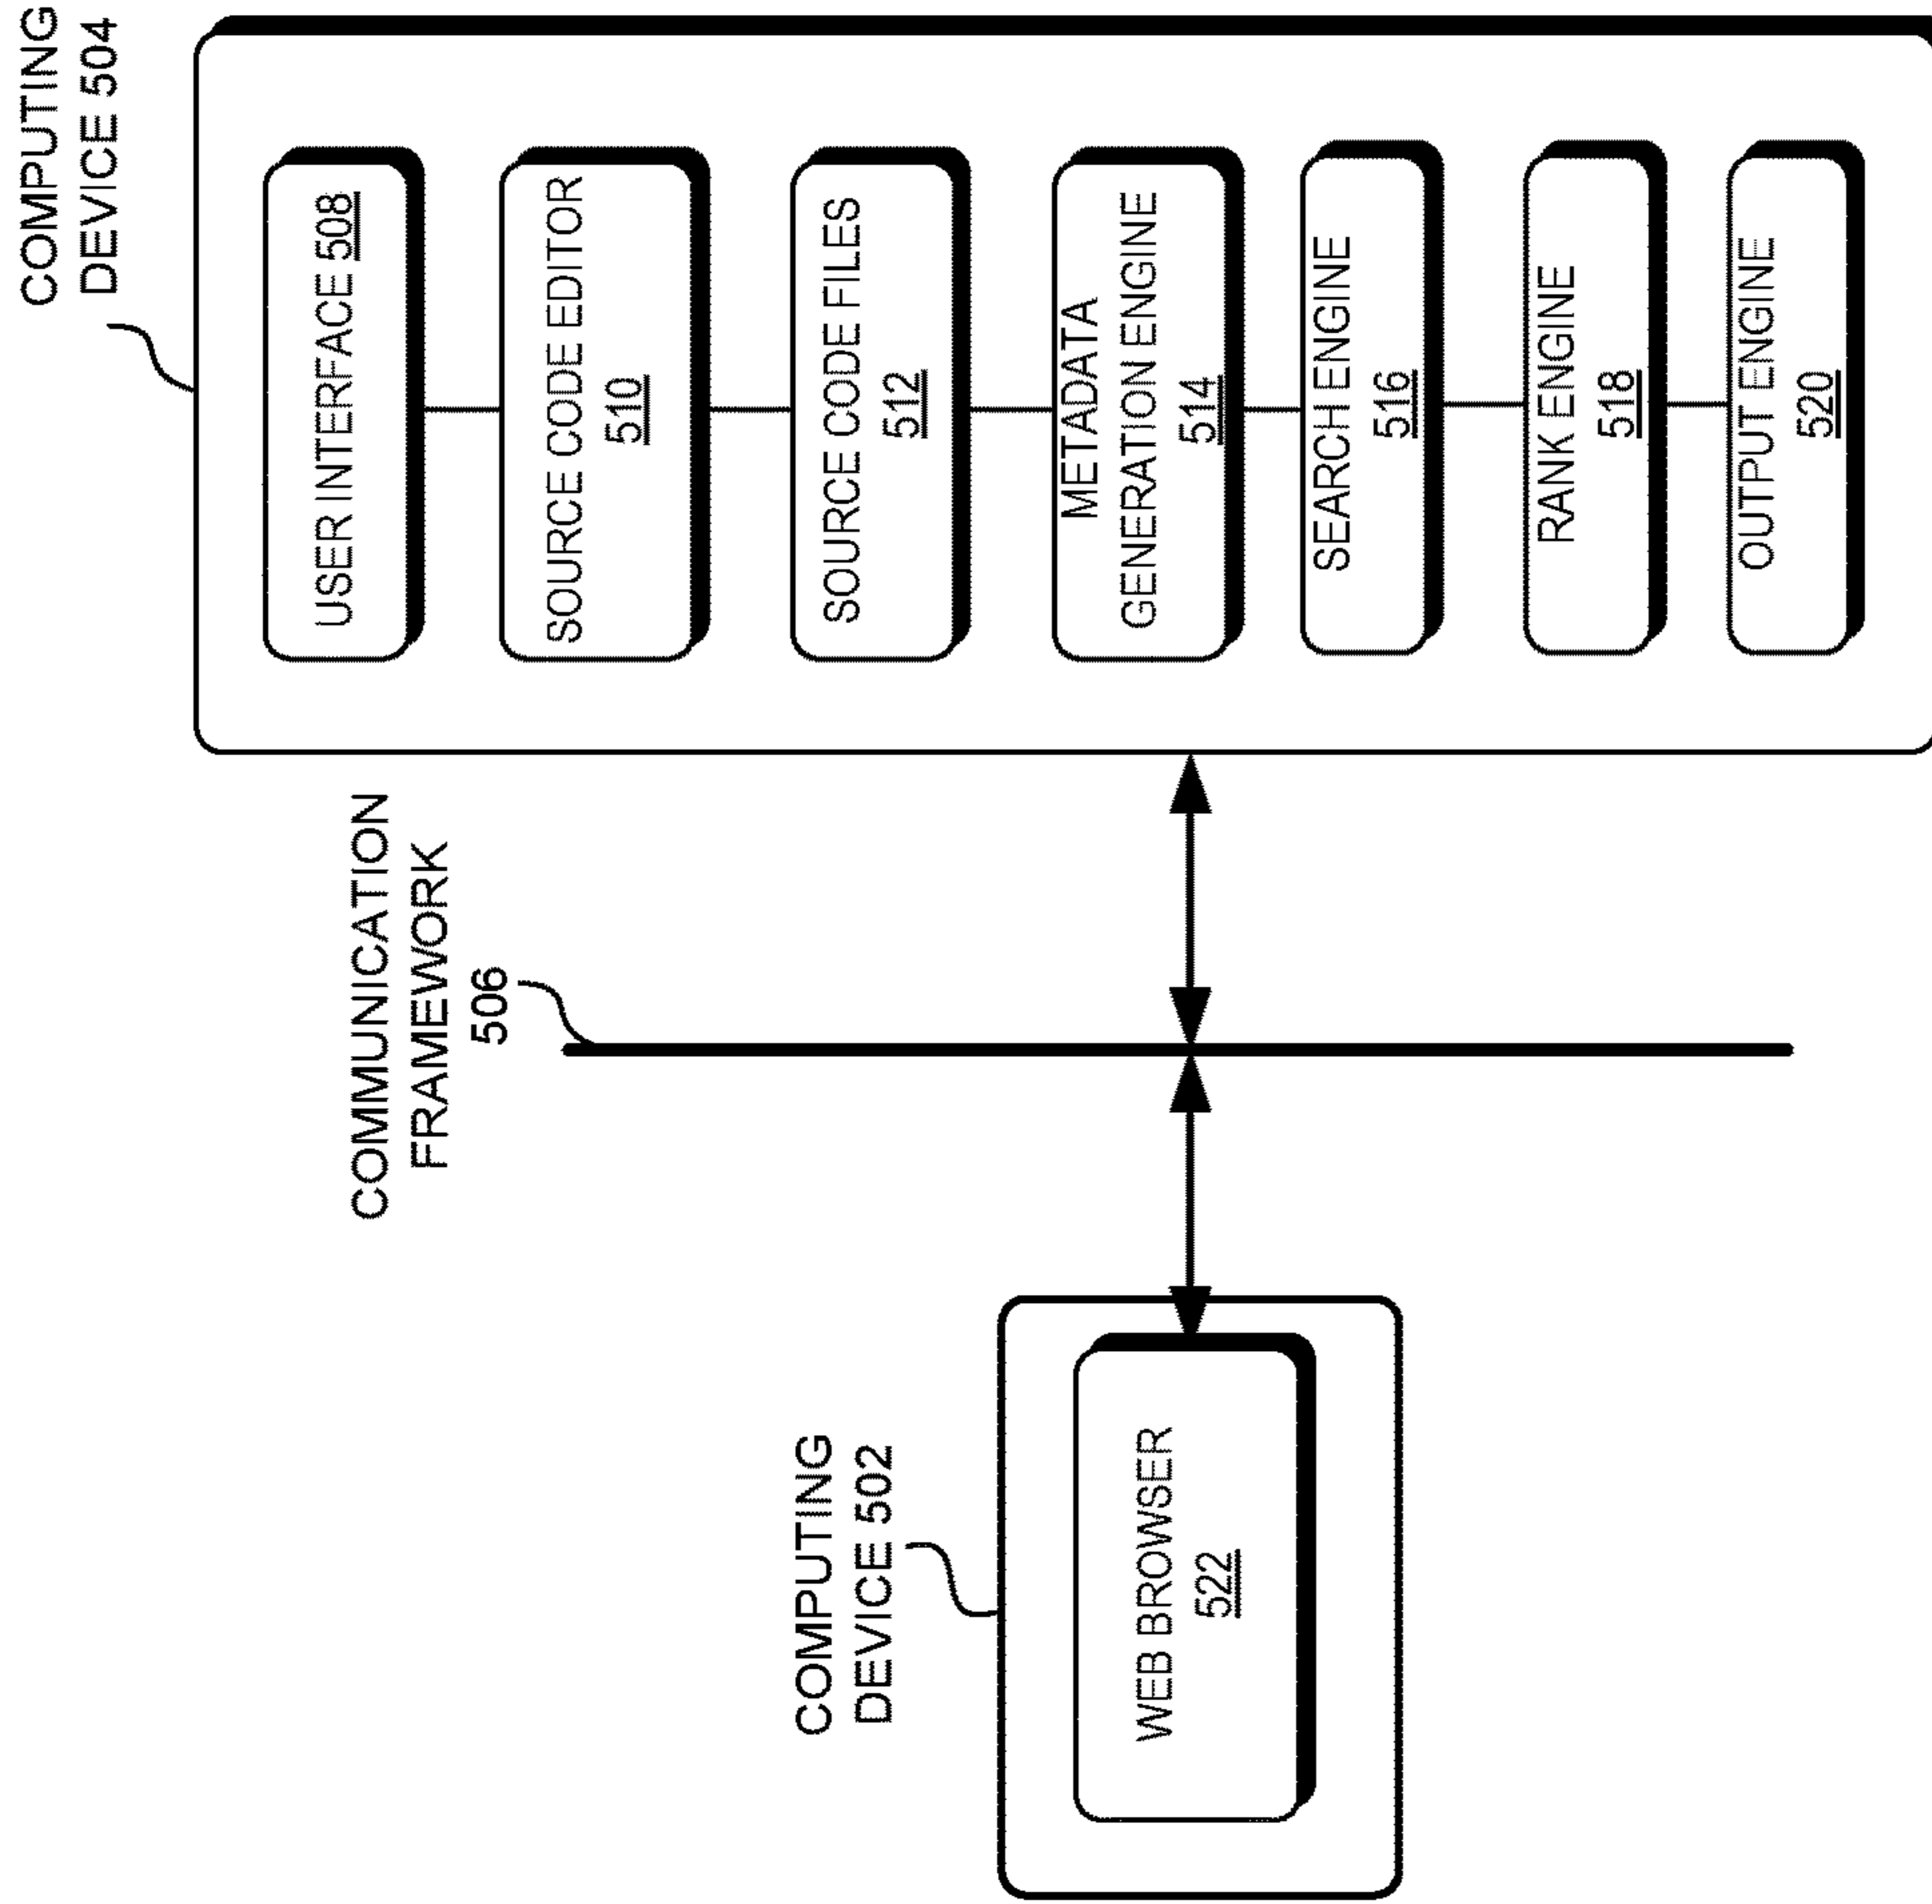 COMPUTING
DEVICE 502
WEB BROWSER
522
COMMUNICATION
FRAMEWORK
506
COMPUTING
DEVICE 504
USER INTERFACE 508
SOURCE CODE EDITOR
510
SOURCE CODE FILES
512
METADATA
GENERATION ENGINE
514
SEARCH ENGINE
516
RANK ENGINE
518
OUTPUT ENGINE
520